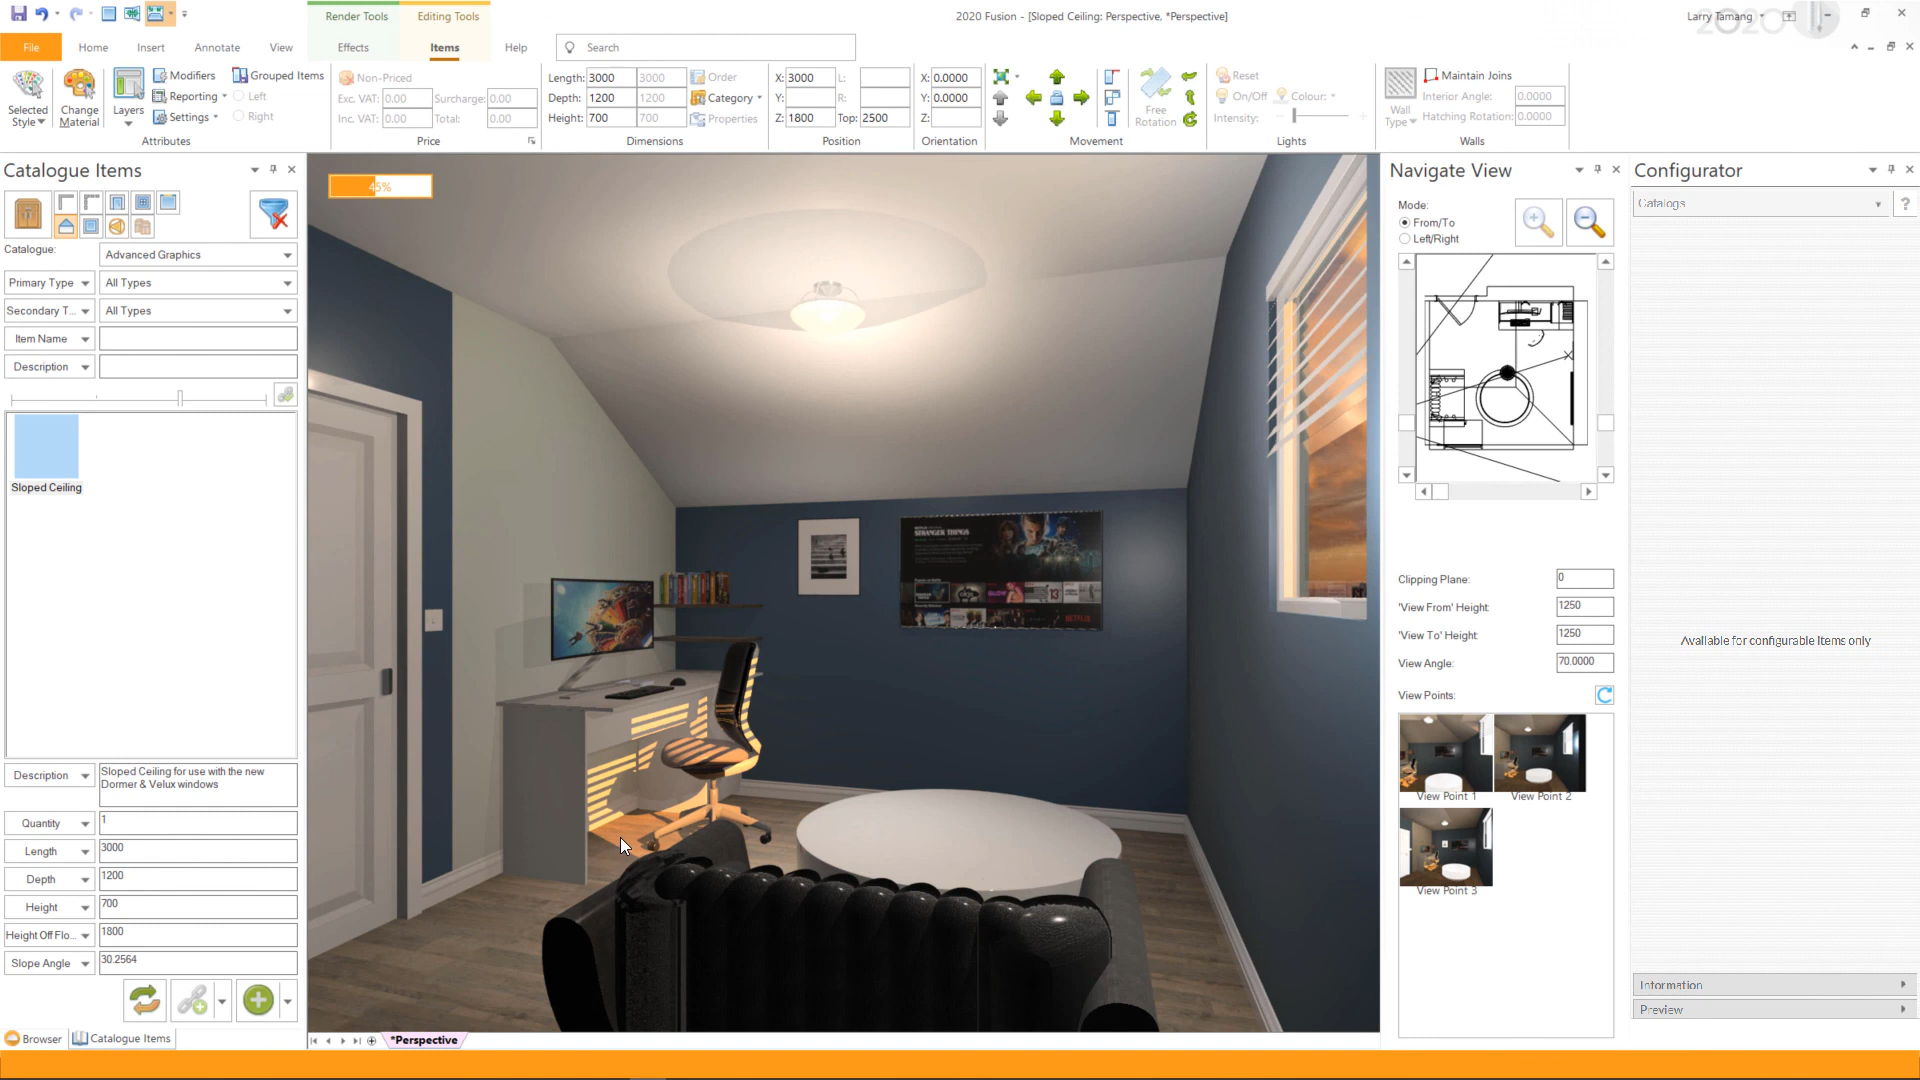 Render Tools
Editing Tools
2020 Fusion - [Sloped Ceiling: Perspective, *Perspective]
Larry Tamang
2020
File
Home
Insert
Annotate
View
Effects
Items
Help
Search
Selected Style
Change Material
Layers
Modifiers
Reporting
Settings
Grouped Items
Left
Right
Attributes
Non-Priced
Exc. VAT: 0.00 Surcharge: 0.00
Inc. VAT: 0.00 Total: 0.00
Price
Length: 3000 3000
Depth: 1200 1200
Height: 700 700
Order
Category
Properties
Dimensions
X: 3000 L:
Y: R:
Z: 1800 Top: 2500
Position
X: 0.0000
Y: 0.0000
Z:
Orientation
Free Rotation
Movement
Reset
On/Off Colour:
Intensity:
Lights
Wall Type
Maintain Joins
Interior Angle: 0.0000
Hatching Rotation: 0.0000
Walls
Catalogue Items
Catalogue: Advanced Graphics
Primary Type All Types
Secondary T... All Types
Item Name
Description
Sloped Ceiling
Description Sloped Ceiling for use with the new
Dormer & Velux windows
Quantity 1
Length 3000
Depth 1200
Height 700
Height Off Flo... 1800
Slope Angle 30.2564
Browser
Catalogue Items
45%
STRANGER THINGS
GLOW
13
NETFLIX
*Perspective
Navigate View
Mode:
From/To
Left/Right
Clipping Plane: 0
'View From' Height: 1250
'View To' Height: 1250
View Angle: 70.0000
View Points:
View Point 1
View Point 2
View Point 3
Configurator
Catalogs
?
Available for configurable Items only
Information
Preview